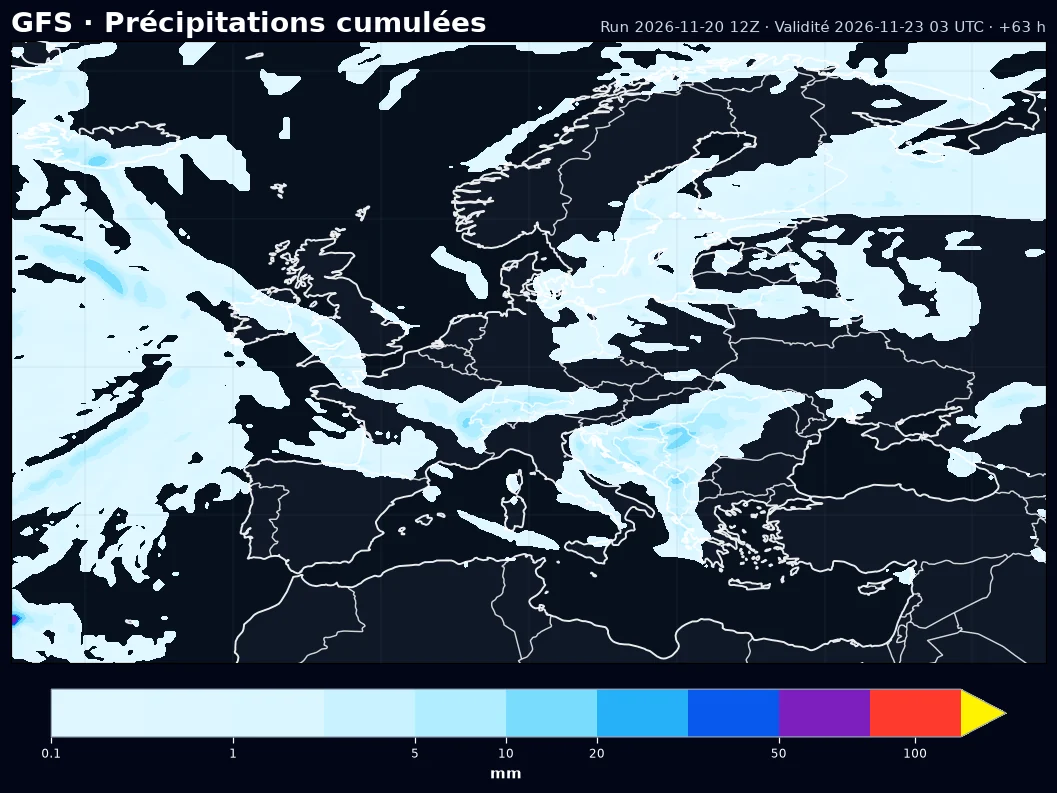 GFS · Précipitations cumulées
Run 2026-11-20 12Z · Validité 2026-11-23 03 UTC · +63 h
0.1 1 5 10 20 50 100
mm